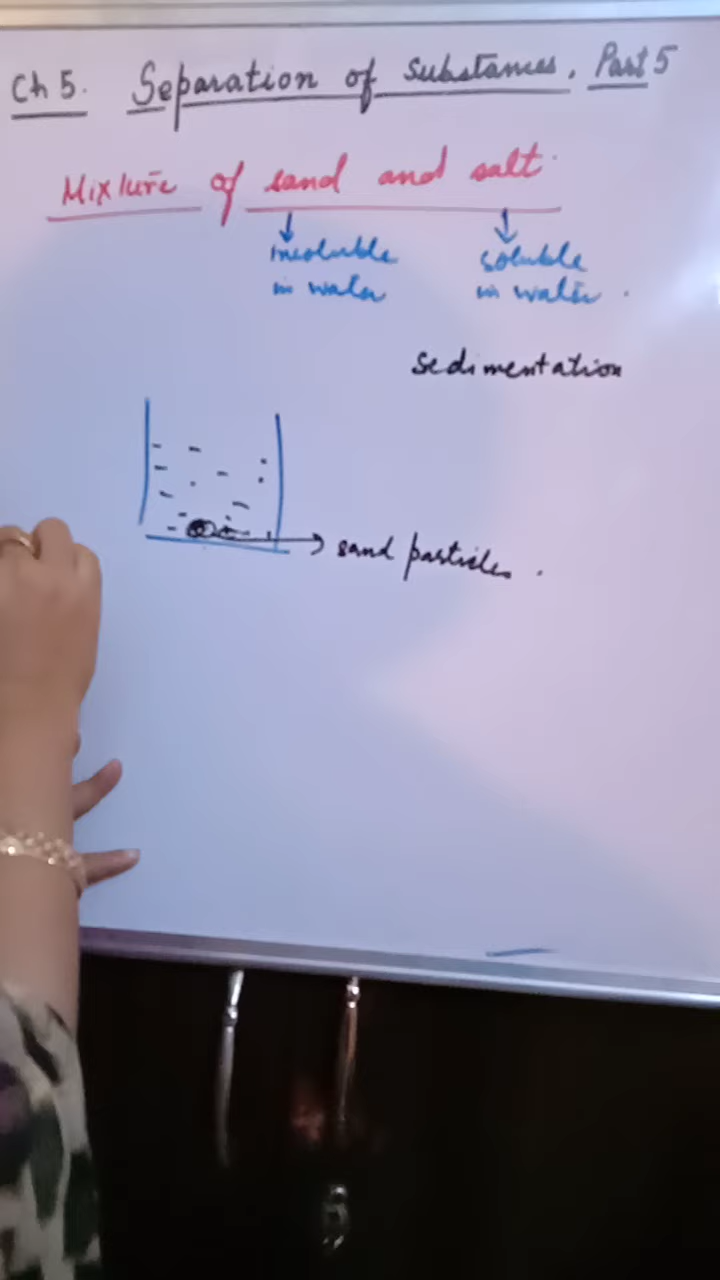 Ch 5. Separation of Substances. Part 5
Mixture of sand and salt.
insoluble in water
soluble in water.
Sedimentation
sand particles.